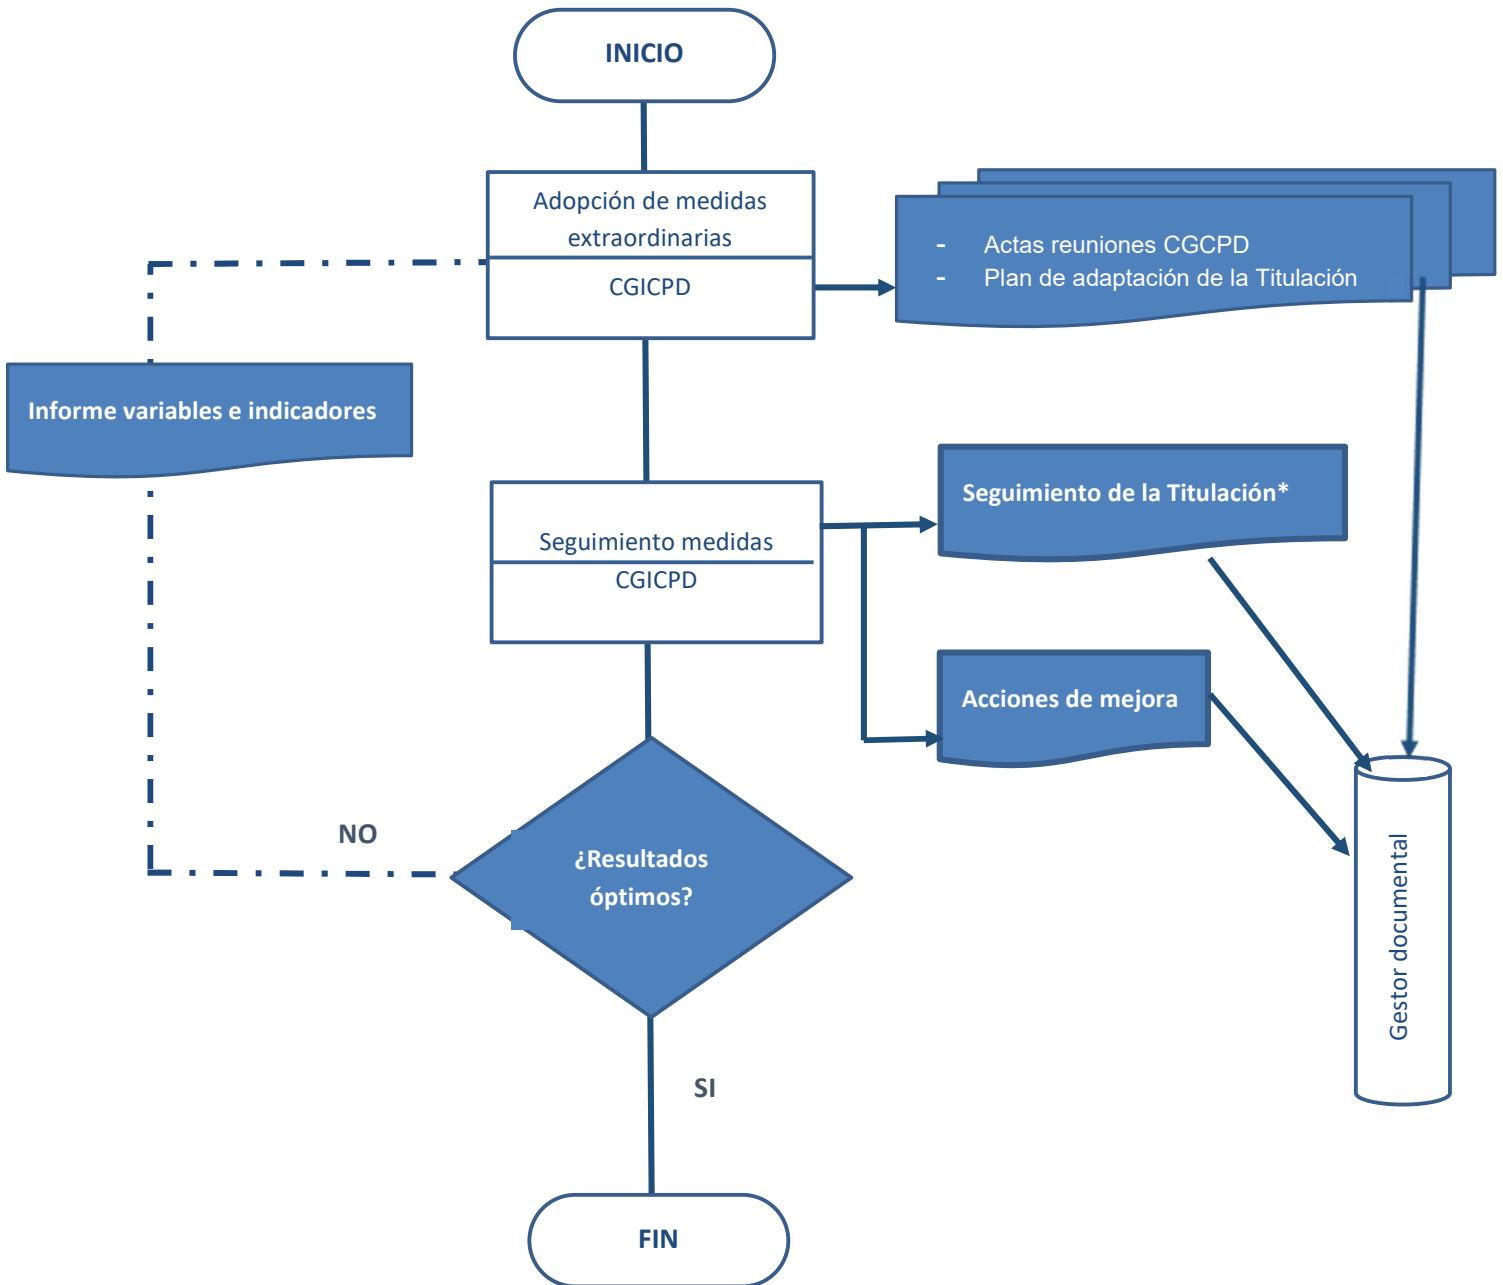 INICIO
Adopción de medidas
extraordinarias
CGICPD
- Actas reuniones CGCPD
- Plan de adaptación de la Titulación
Informe variables e indicadores
Seguimiento medidas
CGICPD
Seguimiento de la Titulación*
Acciones de mejora
NO
¿Resultados
óptimos?
Gestor documental
SI
FIN